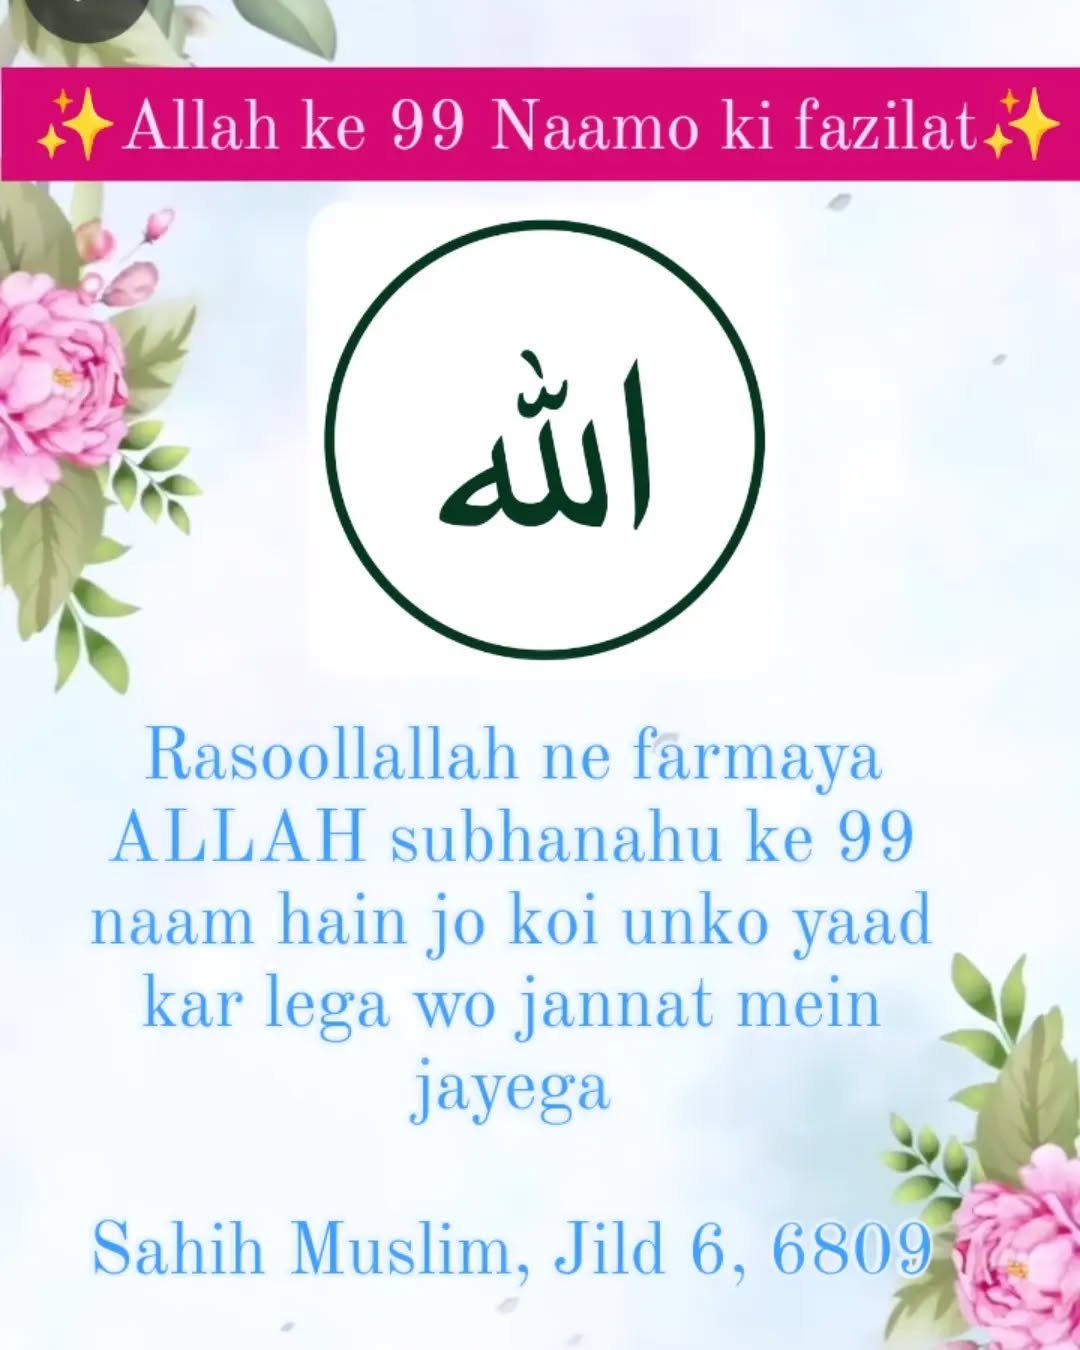 ✨Allah ke 99 Naamo ki fazilat✨
الله
Rasoollallah ne farmaya
ALLAH subhanahu ke 99
naam hain jo koi unko yaad
kar lega wo jannat mein
jayega
Sahih Muslim, Jild 6, 6809